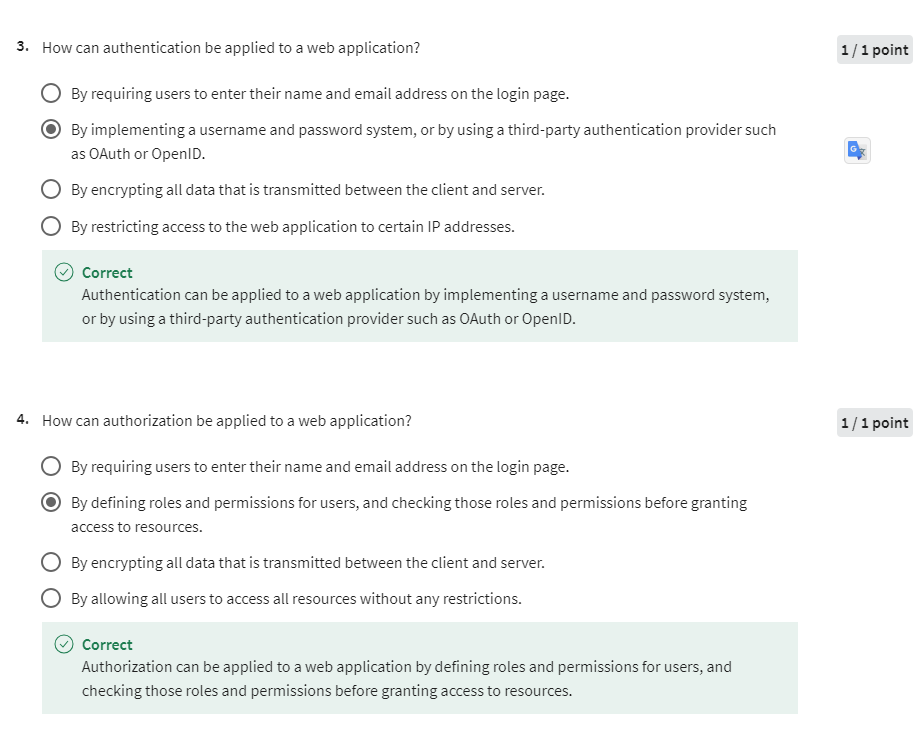 3. How can authentication be applied to a web application?
1 / 1 point
By requiring users to enter their name and email address on the login page.
By implementing a username and password system, or by using a third-party authentication provider such
as OAuth or OpenID.
By encrypting all data that is transmitted between the client and server.
By restricting access to the web application to certain IP addresses.
Correct
Authentication can be applied to a web application by implementing a username and password system,
or by using a third-party authentication provider such as OAuth or OpenID.
4. How can authorization be applied to a web application?
1 / 1 point
By requiring users to enter their name and email address on the login page.
By defining roles and permissions for users, and checking those roles and permissions before granting
access to resources.
By encrypting all data that is transmitted between the client and server.
By allowing all users to access all resources without any restrictions.
Correct
Authorization can be applied to a web application by defining roles and permissions for users, and
checking those roles and permissions before granting access to resources.